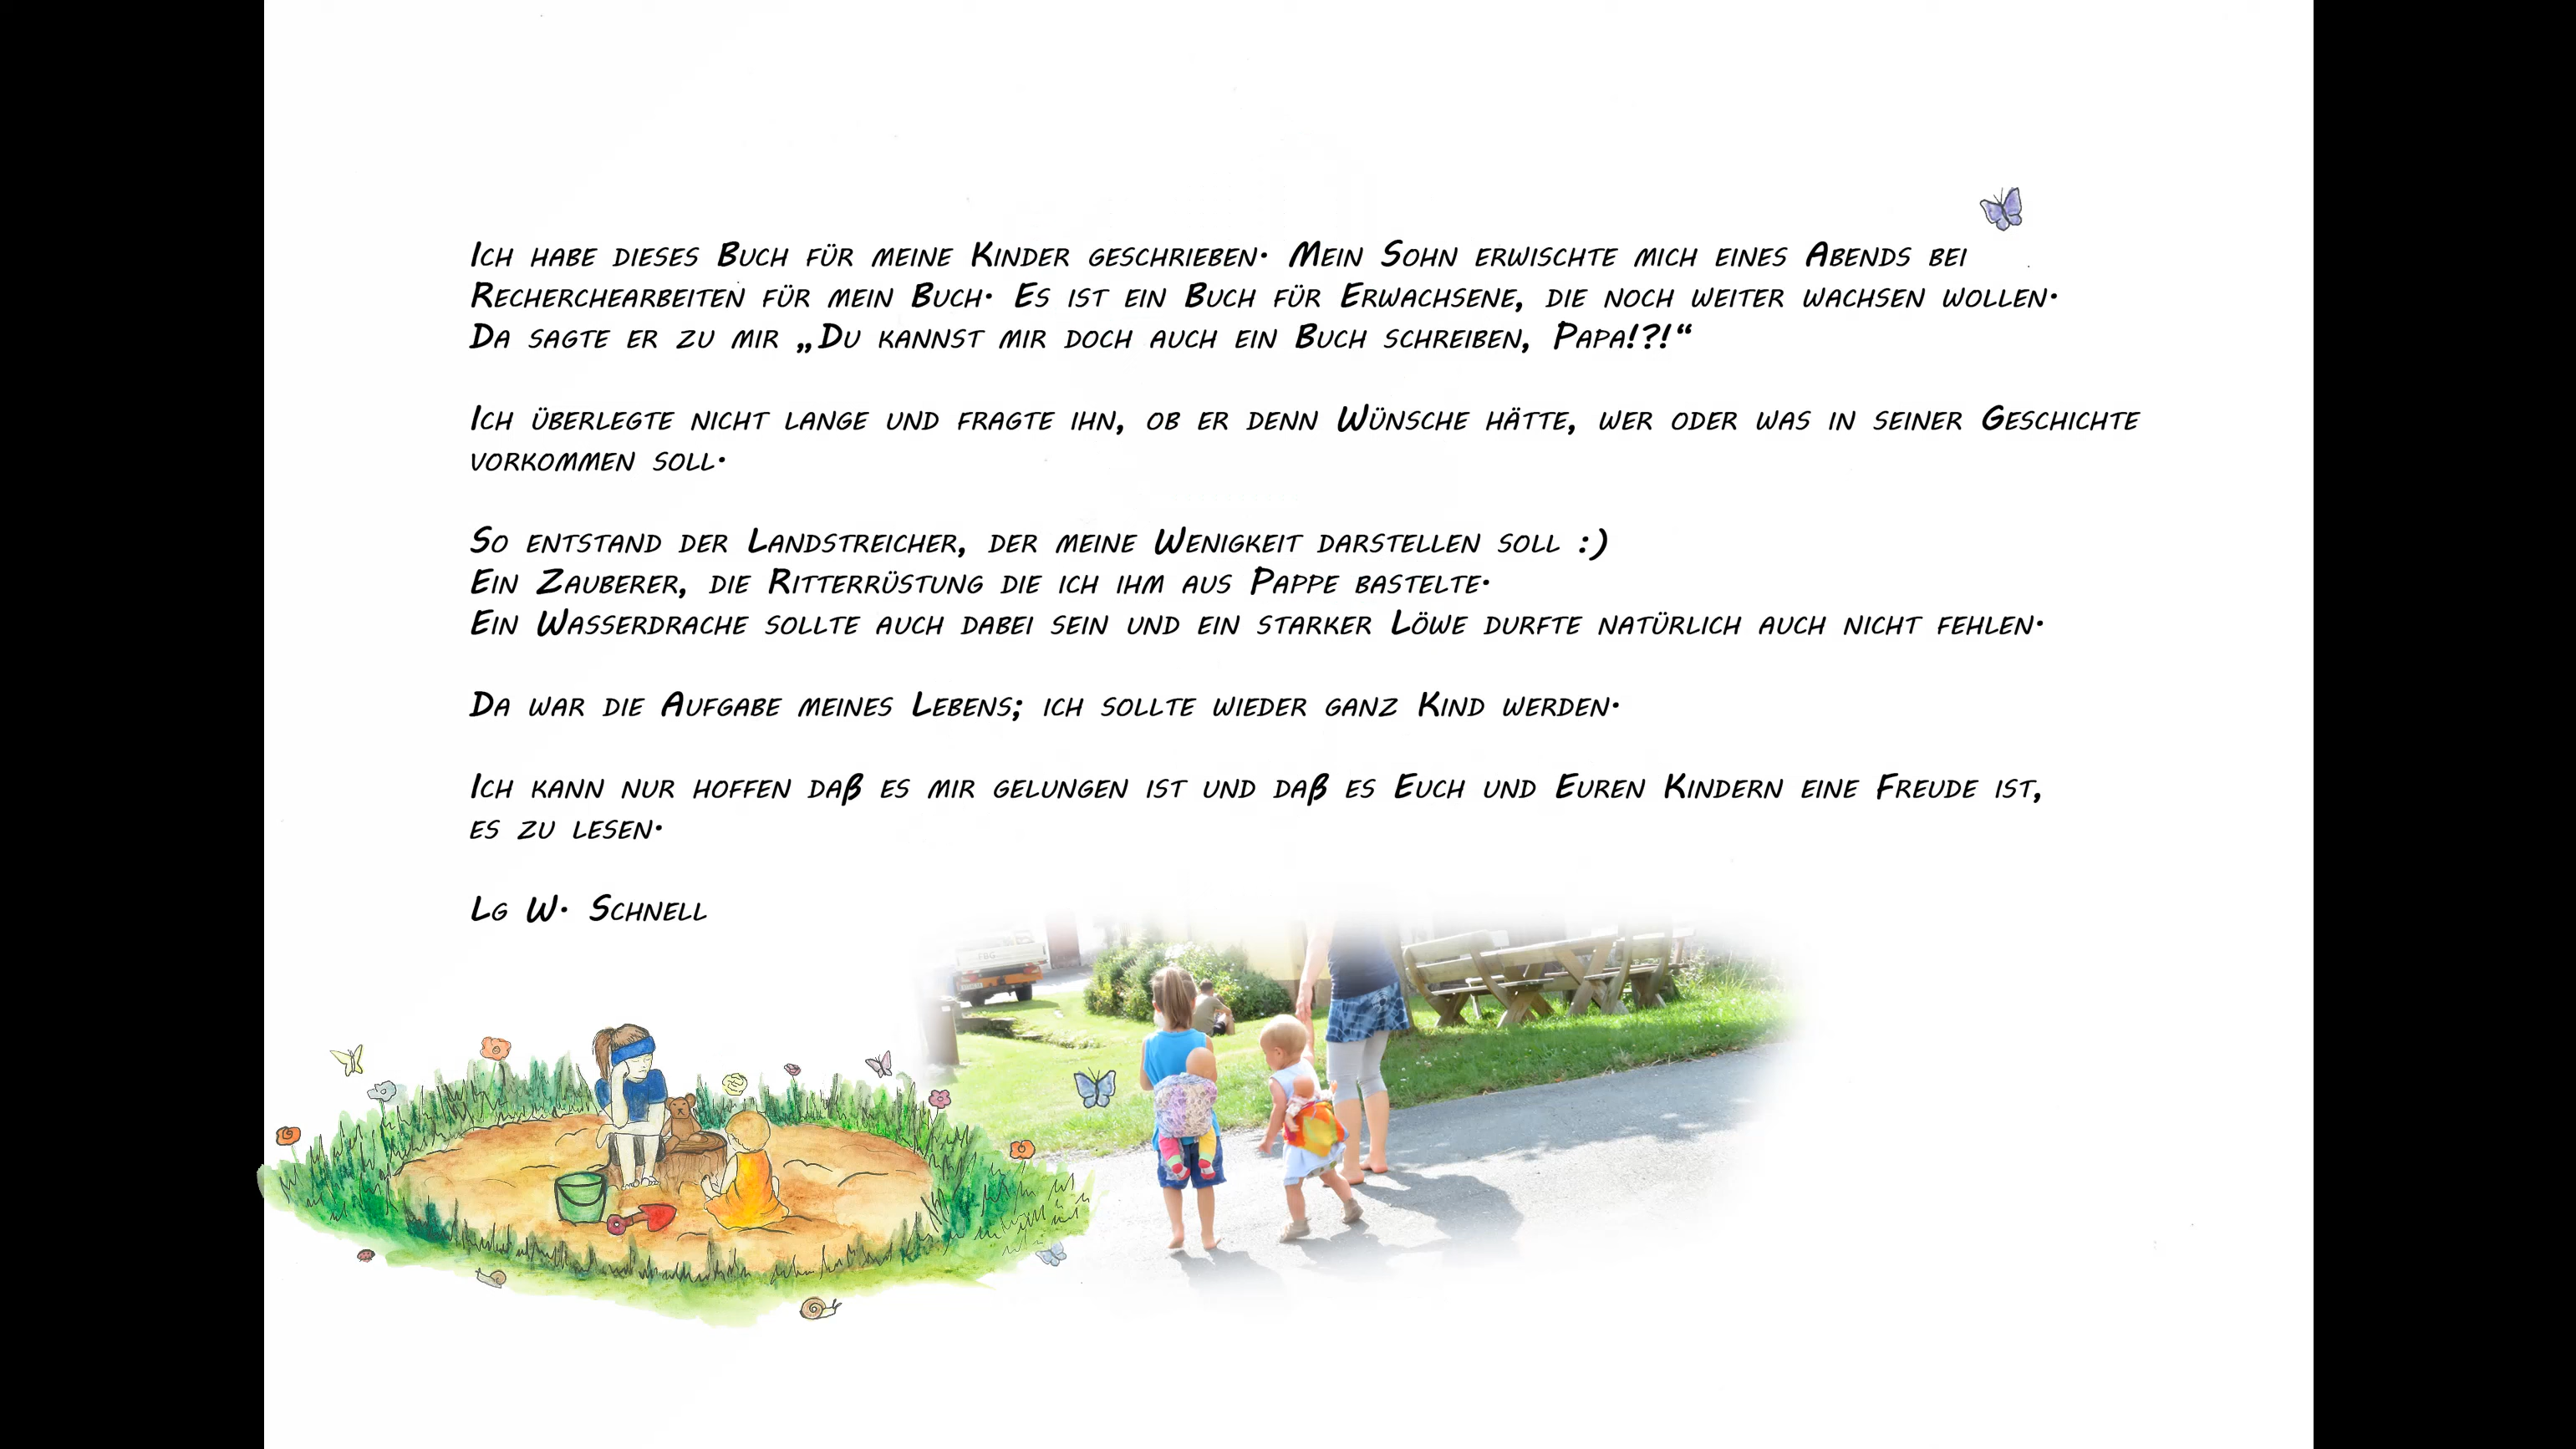 Ich habe dieses Buch für meine Kinder geschrieben. Mein Sohn erwischte mich eines Abends bei
Recherchearbeiten für mein Buch. Es ist ein Buch für Erwachsene, die noch weiter wachsen wollen.
Da sagte er zu mir „Du kannst mir doch auch ein Buch schreiben, Papa!?!“
Ich überlegte nicht lange und fragte ihn, ob er denn Wünsche hätte, wer oder was in seiner Geschichte
vorkommen soll.
So entstand der Landstreicher, der meine Wenigkeit darstellen soll :)
Ein Zauberer, die Ritterrüstung die ich ihm aus Pappe bastelte.
Ein Wasserdrache sollte auch dabei sein und ein starker Löwe durfte natürlich auch nicht fehlen.
Da war die Aufgabe meines Lebens; ich sollte wieder ganz Kind werden.
Ich kann nur hoffen daß es mir gelungen ist und daß es Euch und Euren Kindern eine Freude ist,
es zu lesen.
Lg W. Schnell